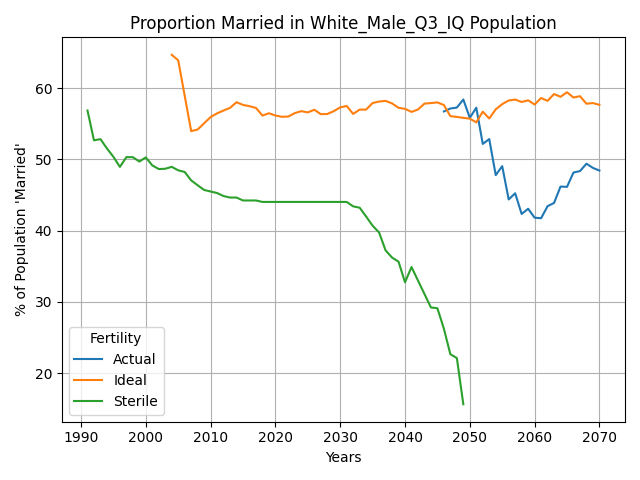 Proportion Married in White_Male_Q3_IQ Population
% of Population 'Married'
60
50
40
30
20
Fertility
Actual
Ideal
Sterile
1990 2000 2010 2020 2030 2040 2050 2060 2070
Years